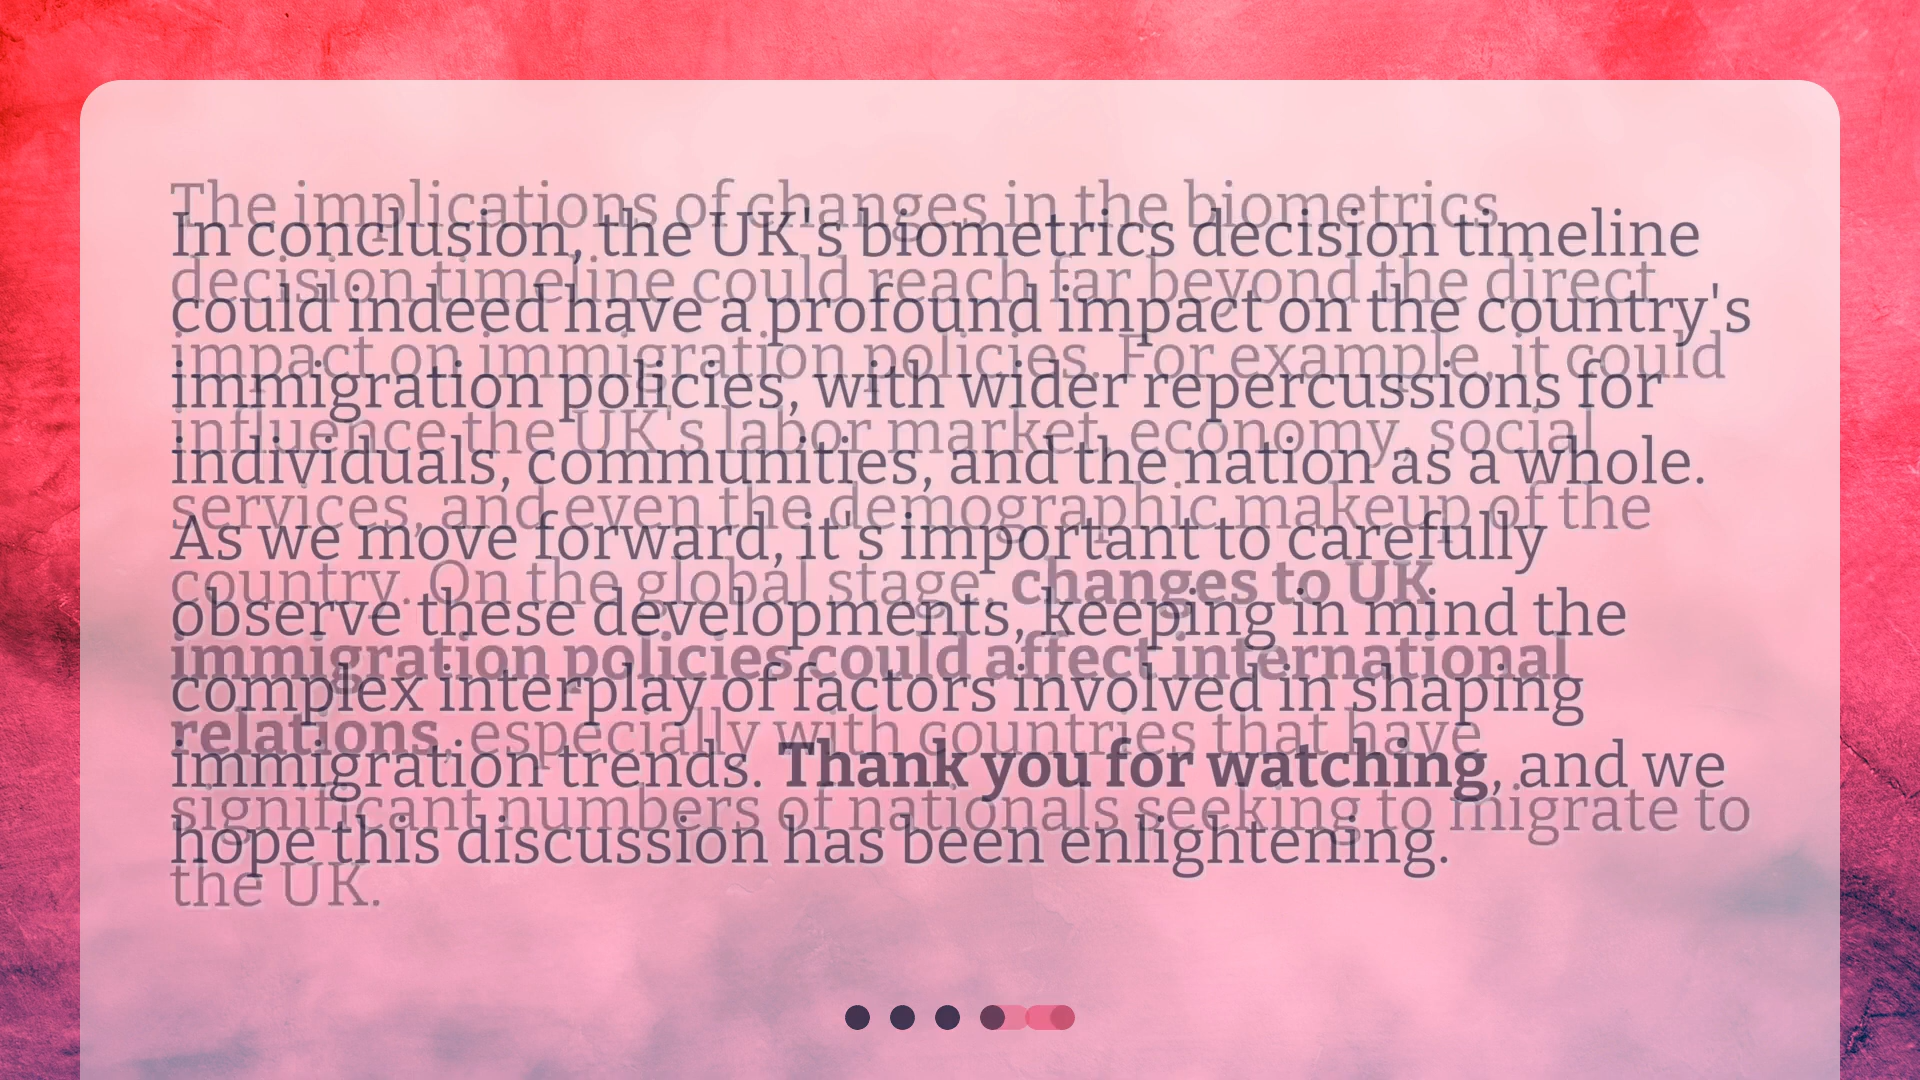 The implications of changes in the biometrics
decision timeline could reach far beyond the direct
impact on immigration policies. For example, it could
influence the UK's labor market, economy, social
services, and even the demographic makeup of the
country. On the global stage, changes to UK
immigration policies could affect international
relations, especially with countries that have
significant numbers of nationals seeking to migrate to
the UK.
In conclusion, the UK's biometrics decision timeline
could indeed have a profound impact on the country's
immigration policies, with wider repercussions for
individuals, communities, and the nation as a whole.
As we move forward, it's important to carefully
observe these developments, keeping in mind the
complex interplay of factors involved in shaping
immigration trends. Thank you for watching, and we
hope this discussion has been enlightening.